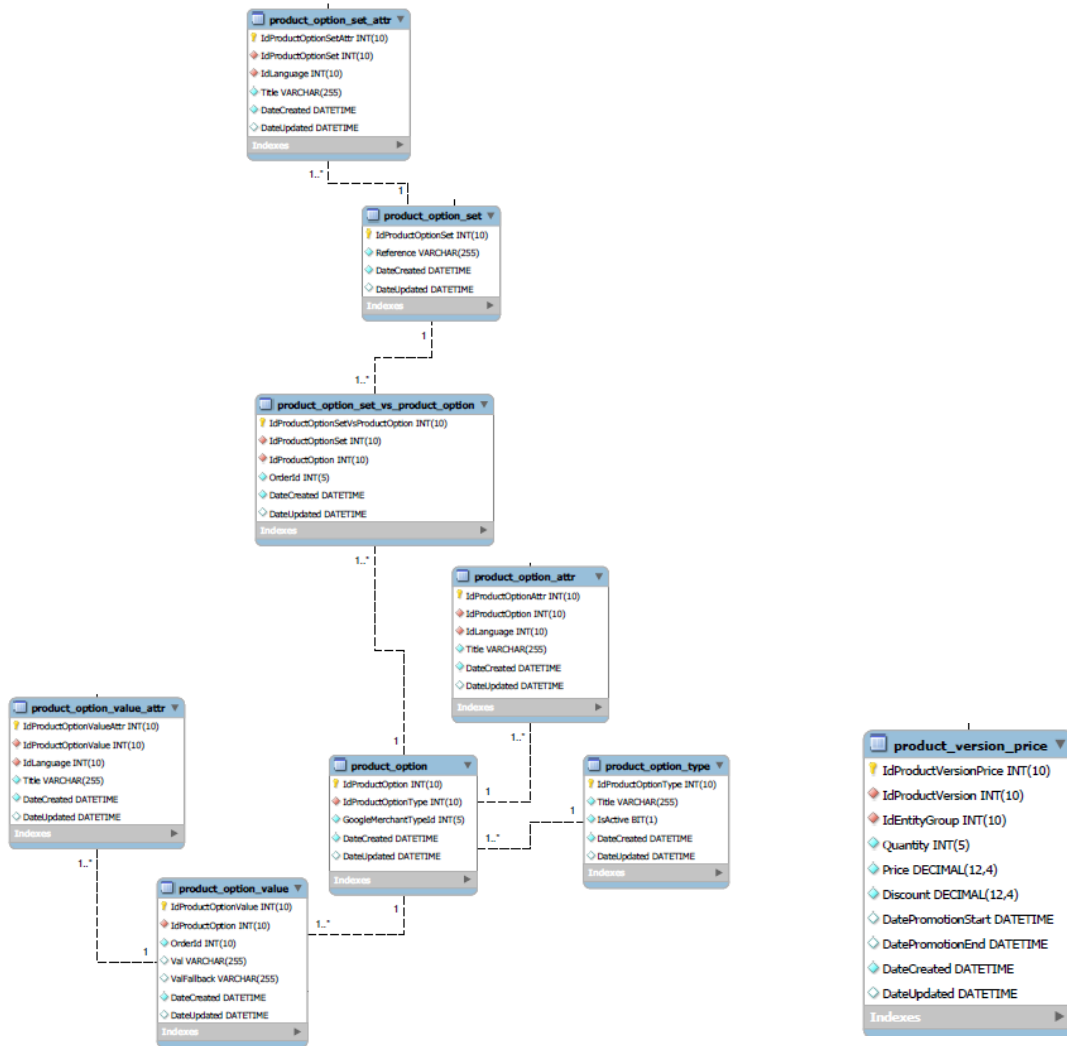 product_option_set_attr
IdProductOptionSetAttr INT(10)
IdProductOptionSet INT(10)
IdLanguage INT(10)
Title VARCHAR(255)
DateCreated DATETIME
DateUpdated DATETIME
Indexes
1..*
1
product_option_set
IdProductOptionSet INT(10)
Reference VARCHAR(255)
DateCreated DATETIME
DateUpdated DATETIME
Indexes
1
1..*
product_option_set_vs_product_option
IdProductOptionSetVsProductOption INT(10)
IdProductOptionSet INT(10)
IdProductOption INT(10)
OrderId INT(5)
DateCreated DATETIME
DateUpdated DATETIME
Indexes
1..*
1
product_option_attr
IdProductOptionAttr INT(10)
IdProductOption INT(10)
IdLanguage INT(10)
Title VARCHAR(255)
DateCreated DATETIME
DateUpdated DATETIME
Indexes
1..*
1
product_option_value_attr
IdProductOptionValueAttr INT(10)
IdProductOptionValue INT(10)
IdLanguage INT(10)
Title VARCHAR(255)
DateCreated DATETIME
DateUpdated DATETIME
Indexes
1..*
1
product_option
IdProductOption INT(10)
IdProductOptionType INT(10)
GoogleMerchantTypeId INT(5)
DateCreated DATETIME
DateUpdated DATETIME
Indexes
1..*
1
product_option_type
IdProductOptionType INT(10)
Title VARCHAR(255)
IsActive BIT(1)
DateCreated DATETIME
DateUpdated DATETIME
Indexes
product_option_value
IdProductOptionValue INT(10)
IdProductOption INT(10)
OrderId INT(10)
Val VARCHAR(255)
ValFallback VARCHAR(255)
DateCreated DATETIME
DateUpdated DATETIME
Indexes
1..*
1
product_version_price
IdProductVersionPrice INT(10)
IdProductVersion INT(10)
IdEntityGroup INT(10)
Quantity INT(5)
Price DECIMAL(12,4)
Discount DECIMAL(12,4)
DatePromotionStart DATETIME
DatePromotionEnd DATETIME
DateCreated DATETIME
DateUpdated DATETIME
Indexes